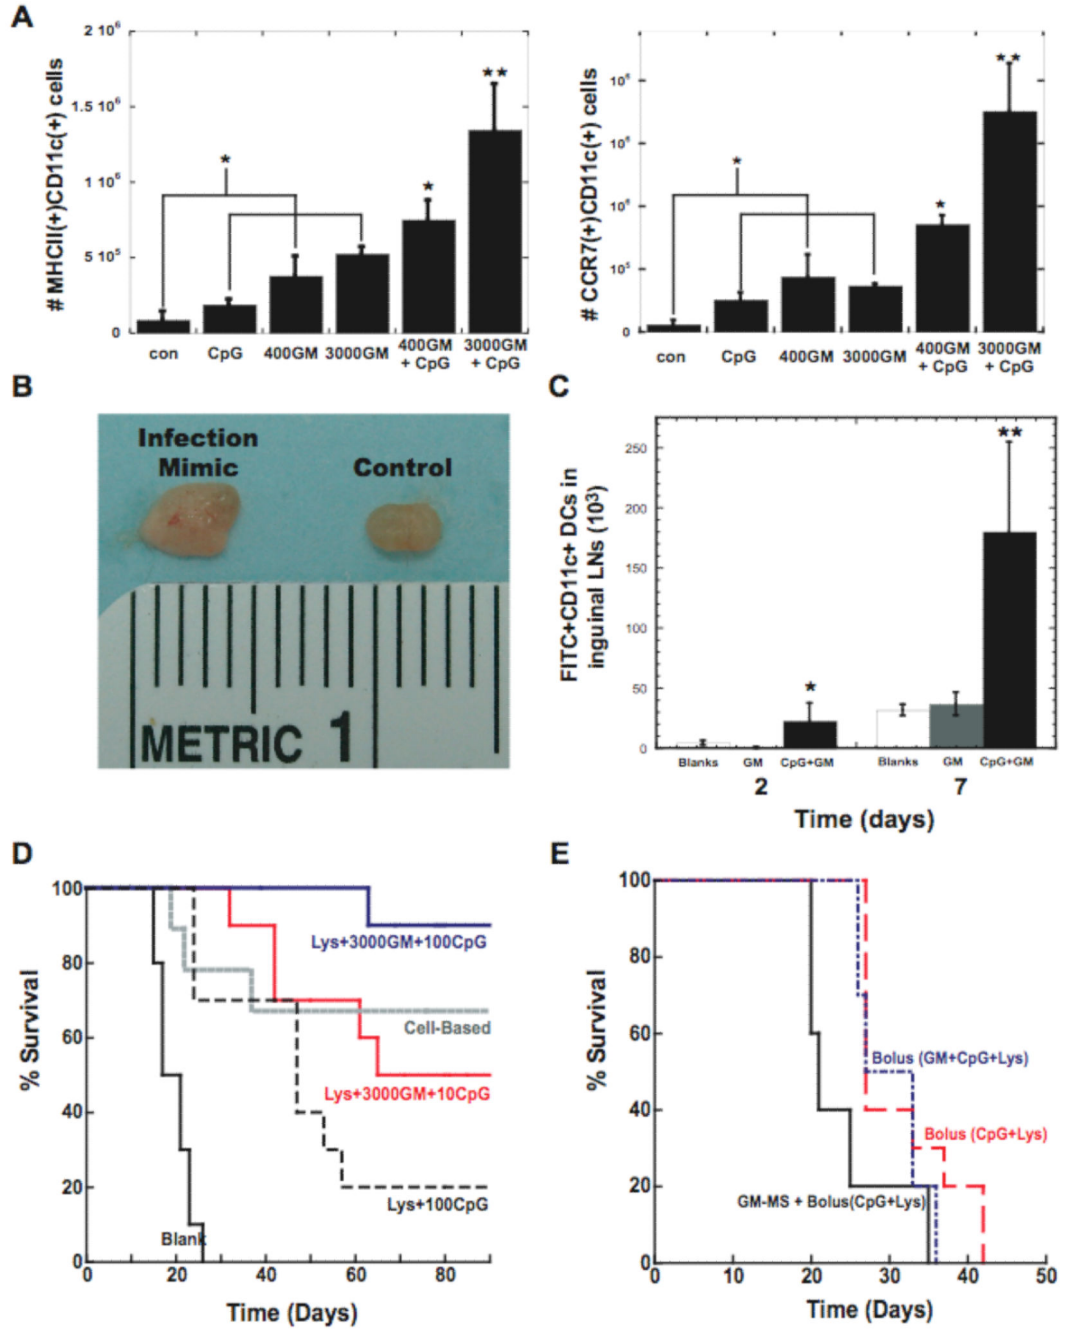 A
2 10⁶
1.5 10⁶
1 10⁶
5 10⁵
0
# MHCII(+)CD11c(+) cells
*
*
**
con
CpG
400GM
3000GM
400GM + CpG
3000GM + CpG
# CCR7(+)CD11c(+) cells
10⁶
10⁶
10⁵
0
*
*
**
con
CpG
400GM
3000GM
400GM + CpG
3000GM + CpG
B
Infection
Mimic
Control
METRIC 1
C
FITC+CD11c+ DCs in
inguinal LNs (10³)
250
200
150
100
50
0
*
**
Blanks GM CpG+GM Blanks GM CpG+GM
2 7
Time (days)
D
% Survival
100
80
60
40
20
0
Lys+3000GM+100CpG
Cell-Based
Lys+3000GM+10CpG
Lys+100CpG
Blank
0 20 40 60 80
Time (Days)
E
% Survival
100
80
60
40
20
0
Bolus (GM+CpG+Lys)
Bolus (CpG+Lys)
GM-MS + Bolus(CpG+Lys)
0 10 20 30 40 50
Time (Days)